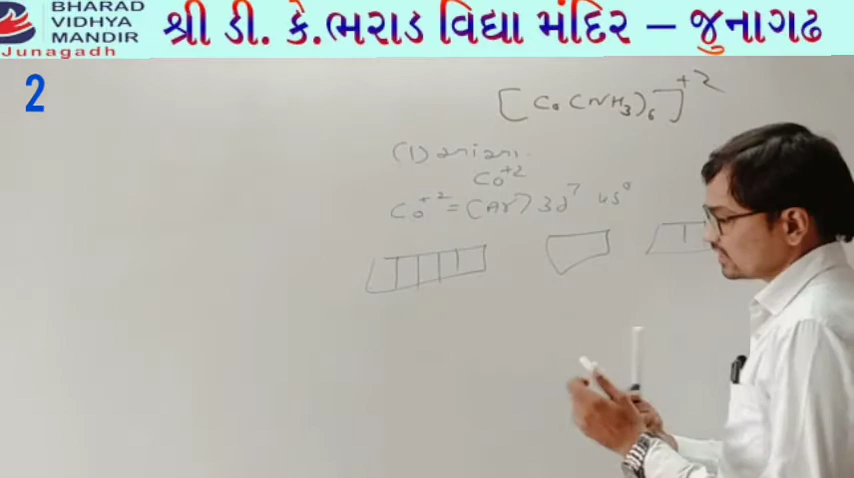 BHARAD
VIDHYA
MANDIR
Junagadh
શ્રી ડી. કે.ભરાડ વિદ્યા મંદિર – જુનાગઢ
2
[Co(NH3)6]+2
(1)
Co+2
Co+2 = (Ar) 3d7 4s0